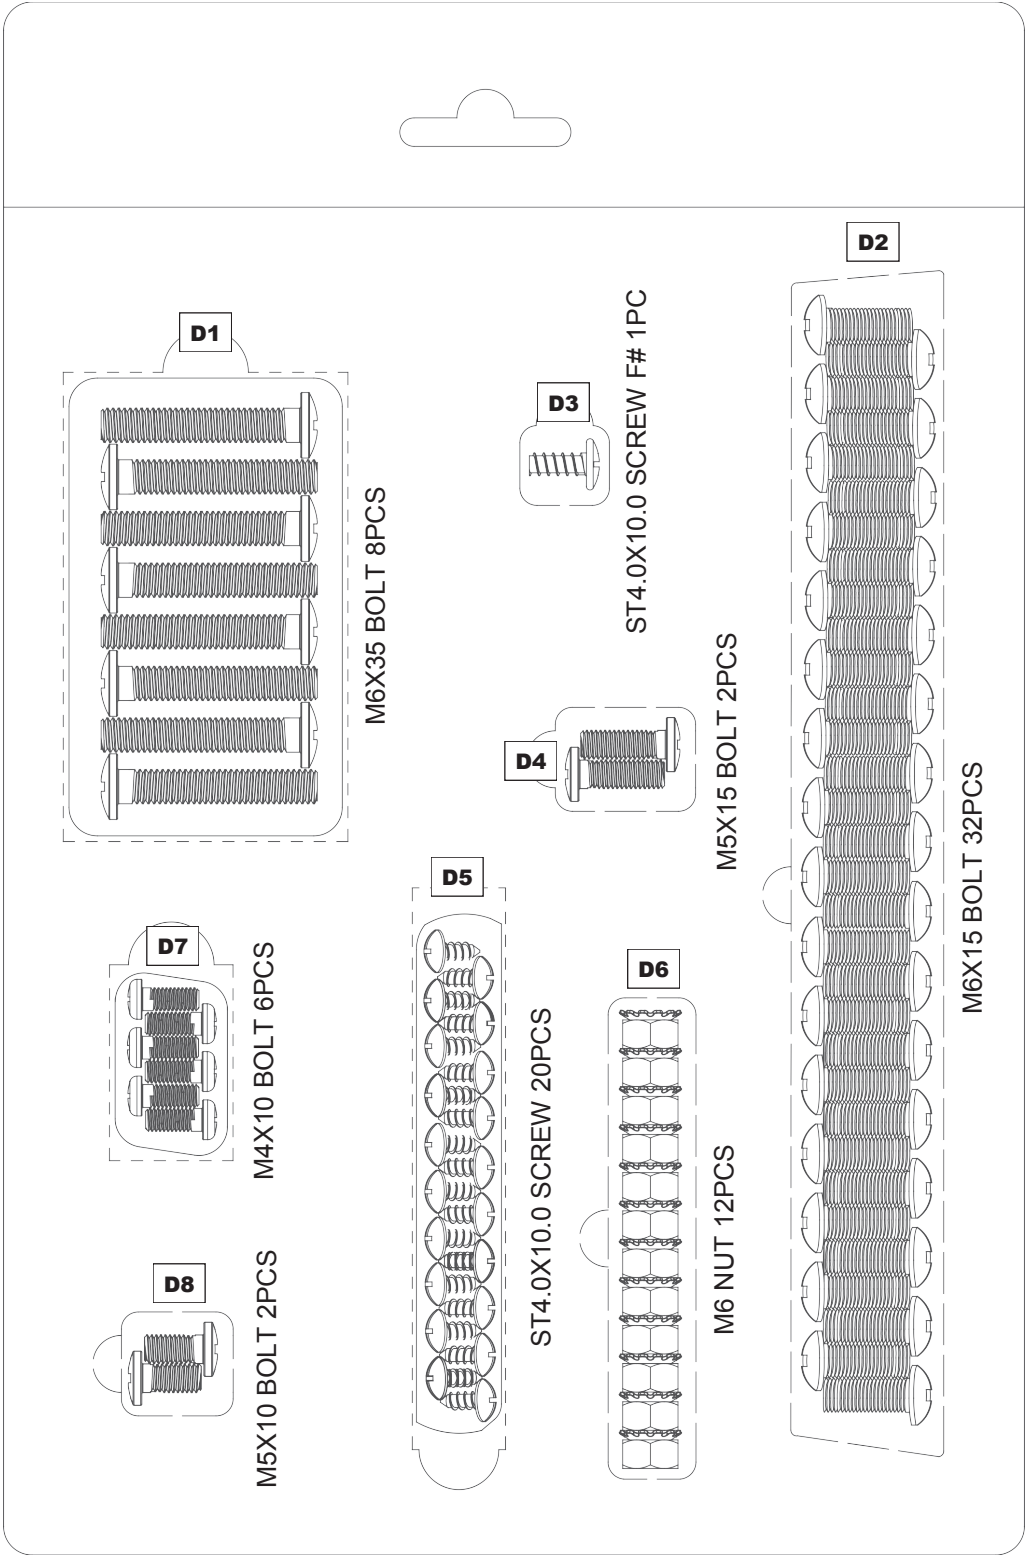 D1
M6X35 BOLT 8PCS
D2
M6X15 BOLT 32PCS
D3
ST4.0X10.0 SCREW F# 1PC
D4
M5X15 BOLT 2PCS
D5
ST4.0X10.0 SCREW 20PCS
D6
M6 NUT 12PCS
D7
M4X10 BOLT 6PCS
D8
M5X10 BOLT 2PCS